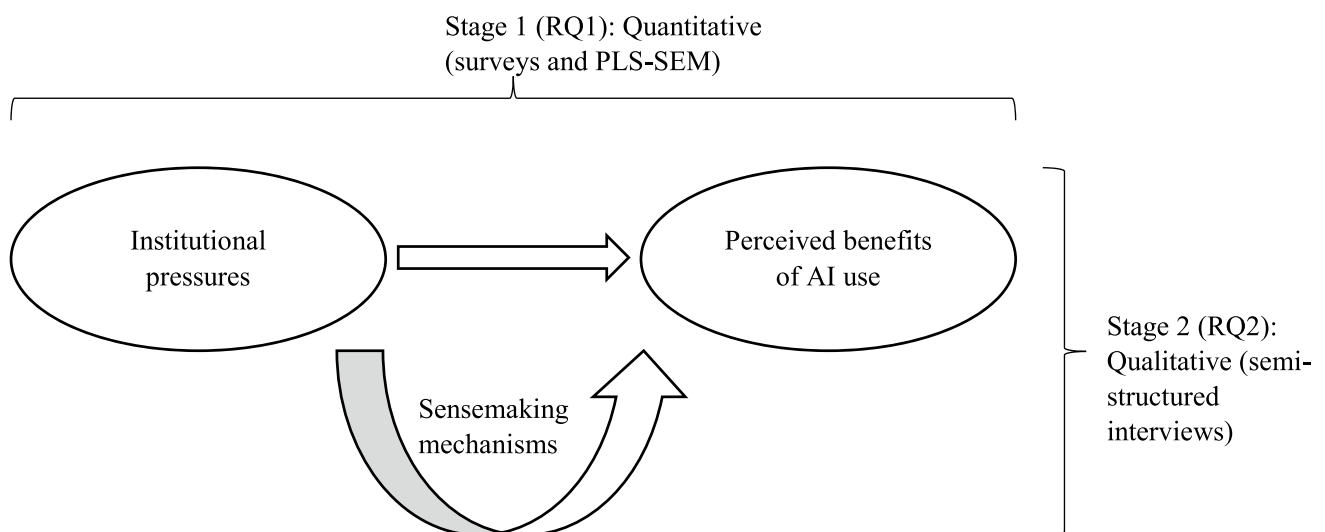 Stage 1 (RQ1): Quantitative
(surveys and PLS-SEM)
Institutional
pressures
Perceived benefits
of AI use
Sensemaking
mechanisms
Stage 2 (RQ2):
Qualitative (semi-
structured
interviews)